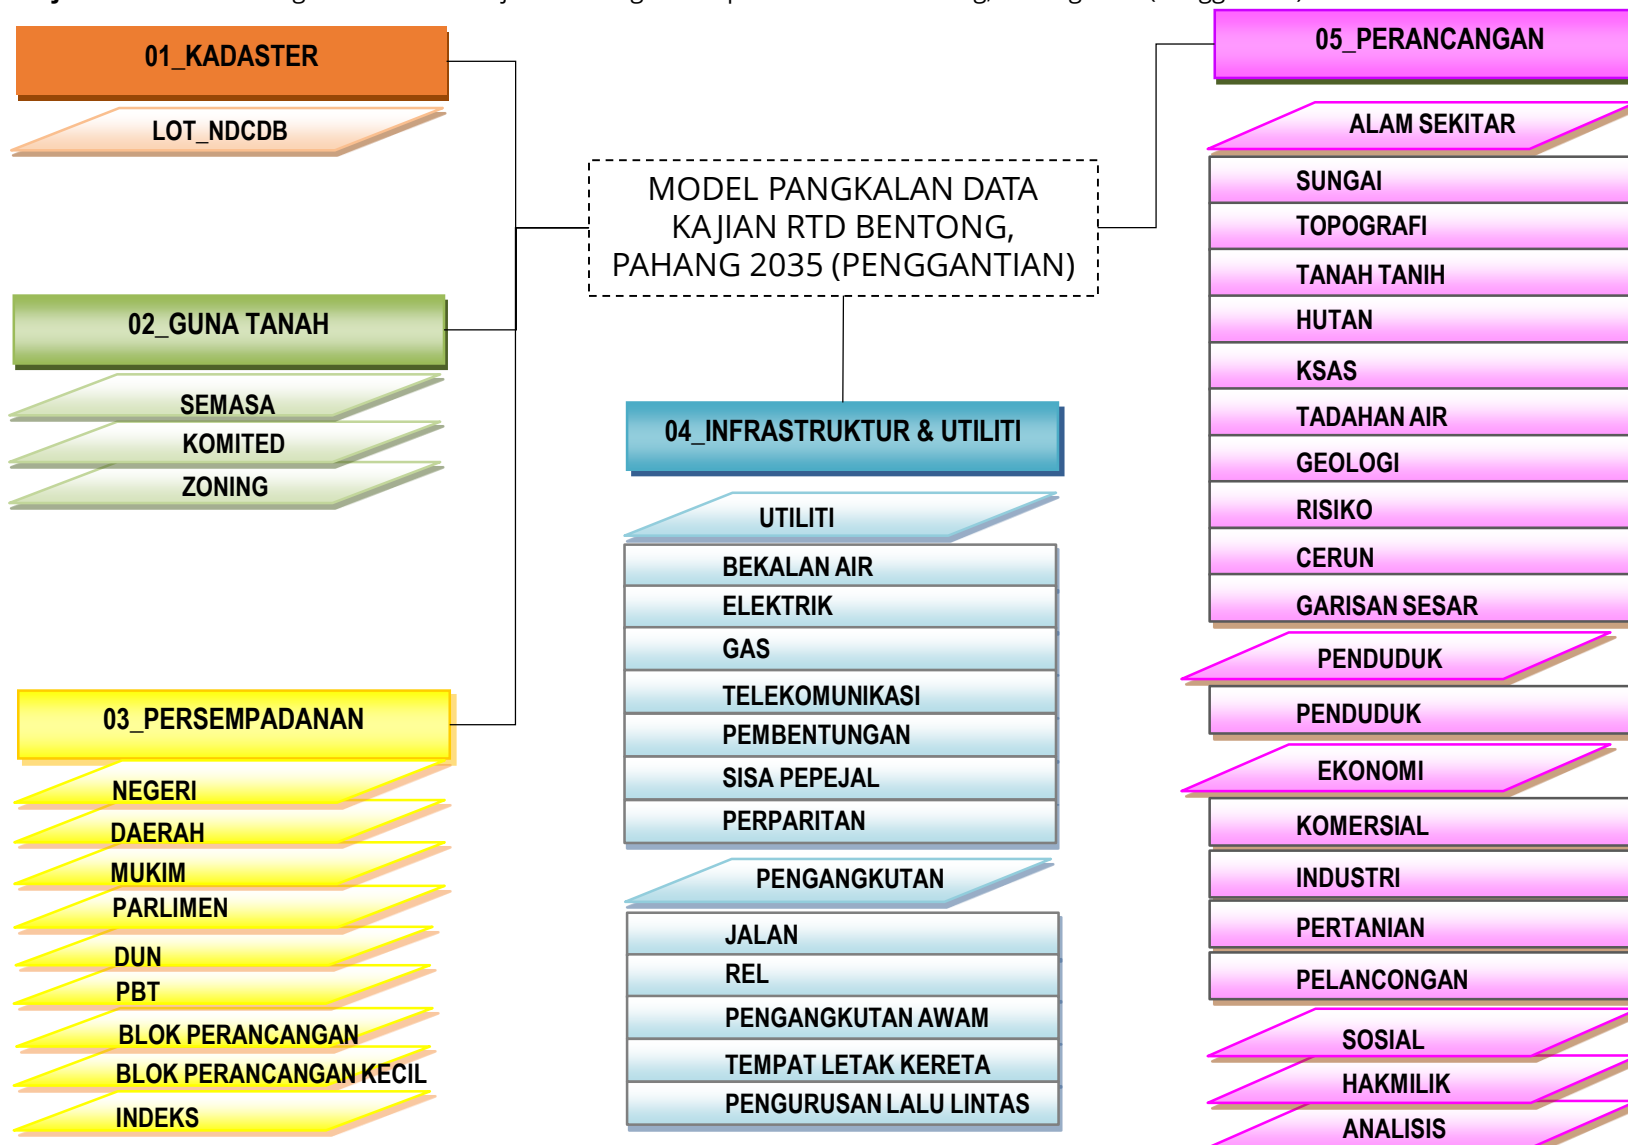 01_KADASTER
LOT_NDCDB
02_GUNA TANAH
SEMASA
KOMITED
ZONING
03_PERSEMPADANAN
NEGERI
DAERAH
MUKIM
PARLIMEN
DUN
PBT
BLOK PERANCANGAN
BLOK PERANCANGAN KECIL
INDEKS
MODEL PANGKALAN DATA
KAJIAN RTD BENTONG,
PAHANG 2035 (PENGGANTIAN)
04_INFRASTRUKTUR & UTILITI
UTILITI
BEKALAN AIR
ELEKTRIK
GAS
TELEKOMUNIKASI
PEMBENTUNGAN
SISA PEPEJAL
PERPARITAN
PENGANGKUTAN
JALAN
REL
PENGANGKUTAN AWAM
TEMPAT LETAK KERETA
PENGURUSAN LALU LINTAS
05_PERANCANGAN
ALAM SEKITAR
SUNGAI
TOPOGRAFI
TANAH TANIH
HUTAN
KSAS
TADAHAN AIR
GEOLOGI
RISIKO
CERUN
GARISAN SESAR
PENDUDUK
PENDUDUK
EKONOMI
KOMERSIAL
INDUSTRI
PERTANIAN
PELANCONGAN
SOSIAL
HAKMILIK
ANALISIS